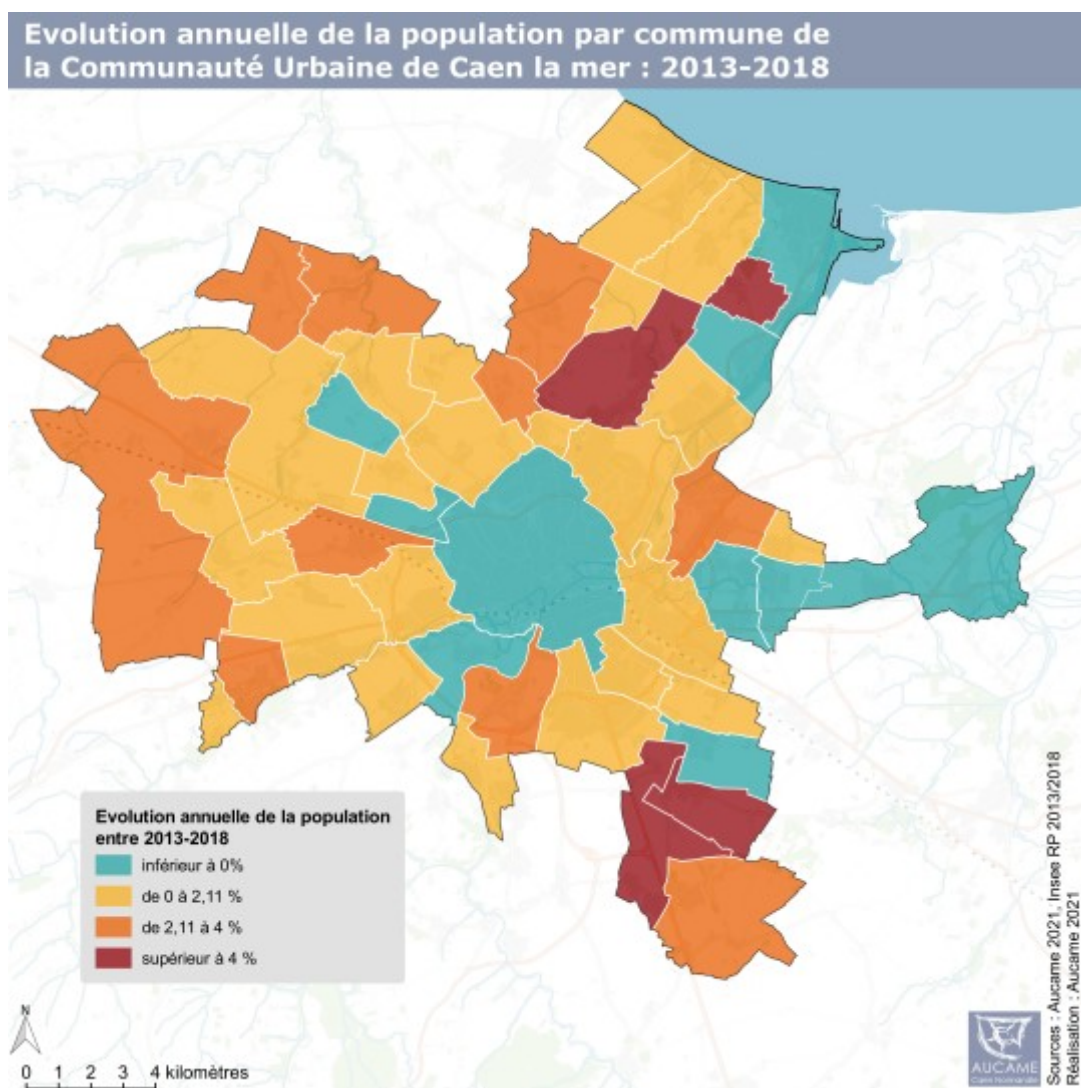 Evolution annuelle de la population par commune de
la Communauté Urbaine de Caen la mer : 2013-2018
Evolution annuelle de la population
entre 2013-2018
inférieur à 0%
de 0 à 2,11 %
de 2,11 à 4 %
supérieur à 4 %
N
0 1 2 3 4 kilomètres
Sources : Aucame 2021, Insee RP 2013/2018
Réalisation : Aucame 2021
AUCAME
Caen Normandie